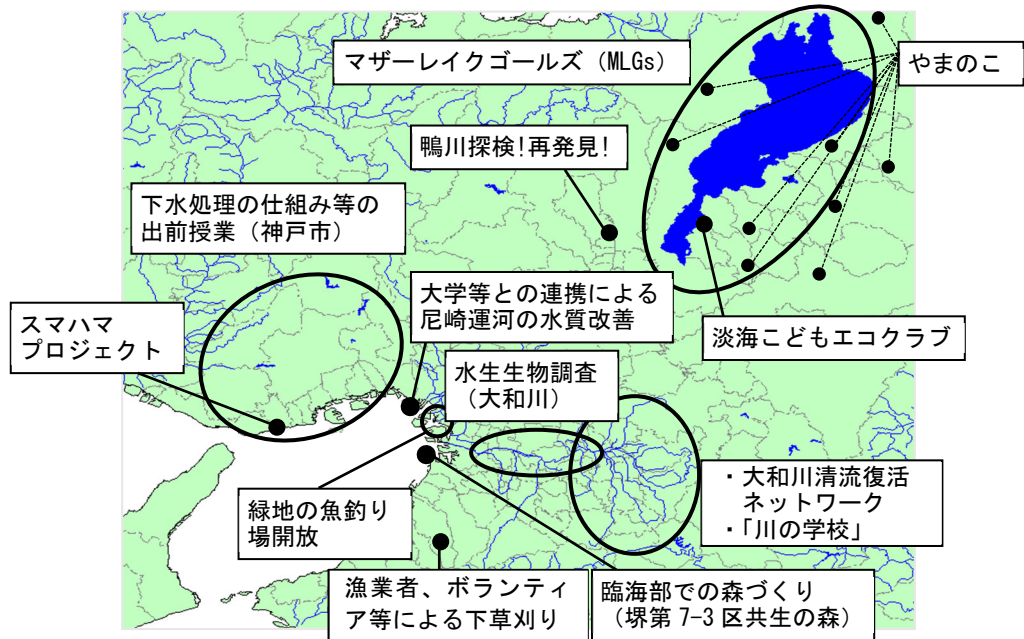 マザーレイクゴールズ（MLGs）
やまのこ
鴨川探検！再発見！
下水処理の仕組み等の
出前授業（神戸市）
大学等との連携による
尼崎運河の水質改善
スマハマ
プロジェクト
淡海こどもエコクラブ
水生生物調査
（大和川）
・大和川清流復活
ネットワーク
・「川の学校」
緑地の魚釣り
場開放
漁業者、ボランティ
ア等による下草刈り
臨海部での森づくり
（堺第 7-3 区共生の森）